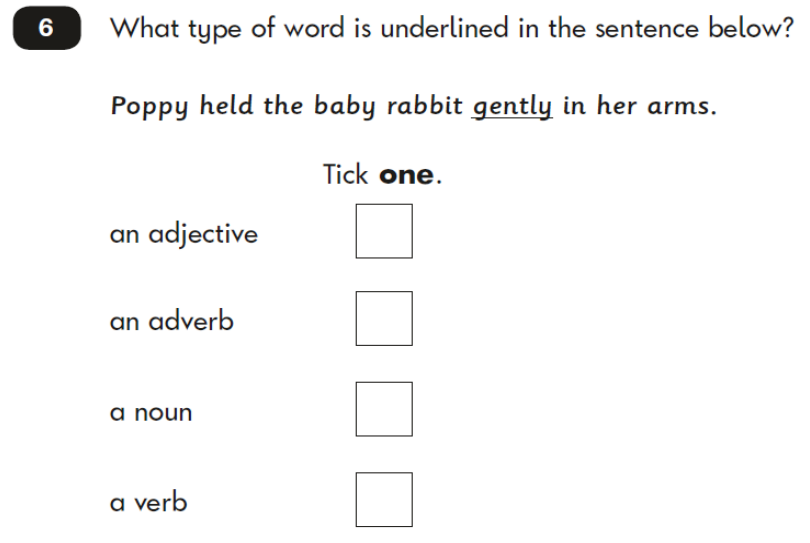 6 What type of word is underlined in the sentence below?
Poppy held the baby rabbit gently in her arms.
Tick one.
an adjective
an adverb
a noun
a verb